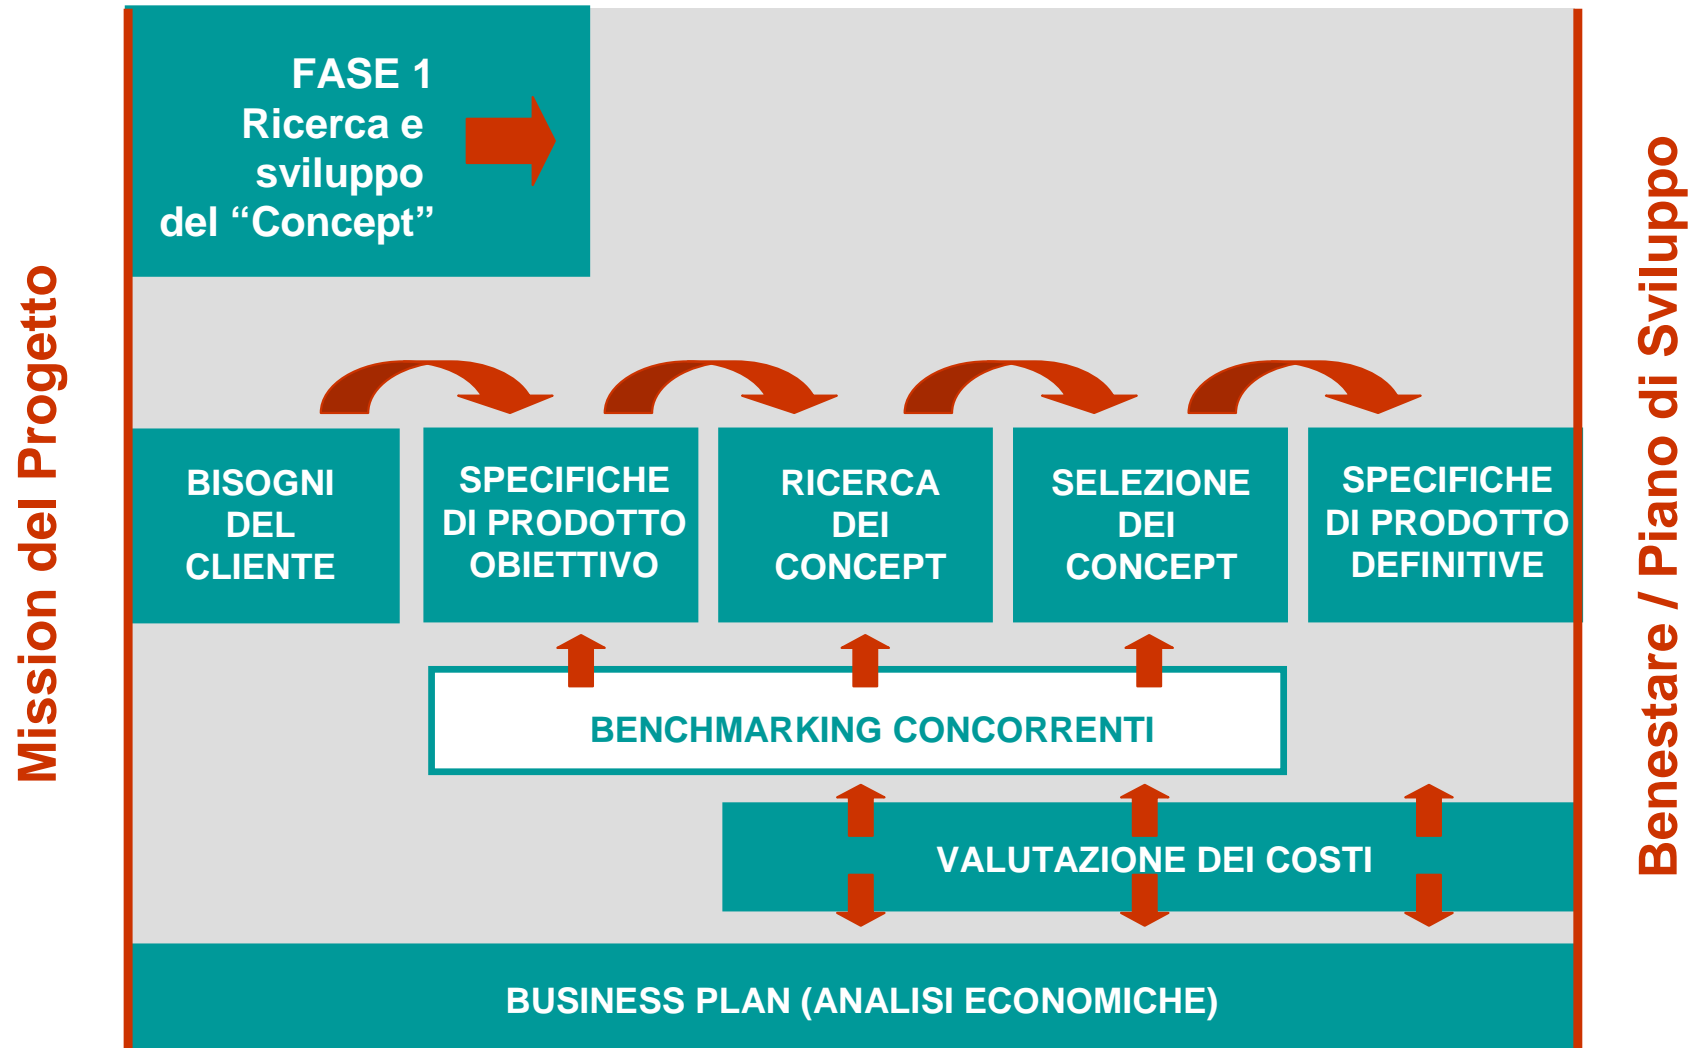 FASE 1
Ricerca e
sviluppo
del “Concept”
Mission del Progetto
BISOGNI
DEL
CLIENTE
SPECIFICHE
DI PRODOTTO
OBIETTIVO
RICERCA
DEI
CONCEPT
SELEZIONE
DEI
CONCEPT
SPECIFICHE
DI PRODOTTO
DEFINITIVE
BENCHMARKING CONCORRENTI
VALUTAZIONE DEI COSTI
BUSINESS PLAN (ANALISI ECONOMICHE)
Benestare / Piano di Sviluppo